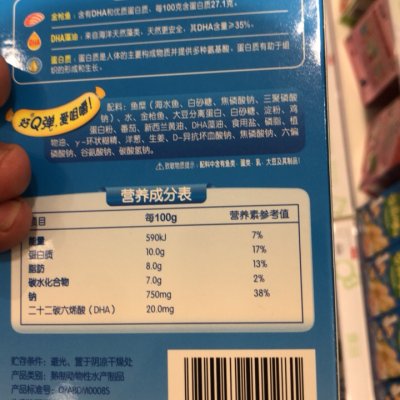 金枪鱼：含有DHA和优质蛋白质、每100克含蛋白质27.1克。
DHA藻油：来自海洋天然藻类、天然更安全、其DHA含量≥35%。
DHA
蛋白质：蛋白质是人体的主要构成物质并提供多种氨基酸、蛋白质有助于组
织的形成和生长。
好Q弹，
配料：鱼糜（海水鱼、白砂糖、焦磷酸钠、三聚磷酸
钠）、水、金枪鱼、大豆分离蛋白、白砂糖、淀粉、鸡
蛋白粉、番茄、新西兰黄油、DHA藻油、食用盐、磷脂、植
物油、γ-环状糊精、洋葱、生姜、D-异抗坏血酸钠、焦磷酸钠、六偏
磷酸钠、谷氨酸钠、碳酸氢钠。
致敏物质提示：配料中含有鱼类、蛋类、乳、大豆及其制品！
营养成分表
项目 每100g 营养素参考值
能量 590kJ 7%
蛋白质 10.0g 17%
脂肪 8.0g 13%
碳水化合物 7.0g 2%
钠 750mg 38%
二十二碳六烯酸（DHA） 20.0mg
贮存条件：避光、置于阴凉干燥处
产品类别：熟制动物性水产制品
产品标准号：Q/ABDM0008S